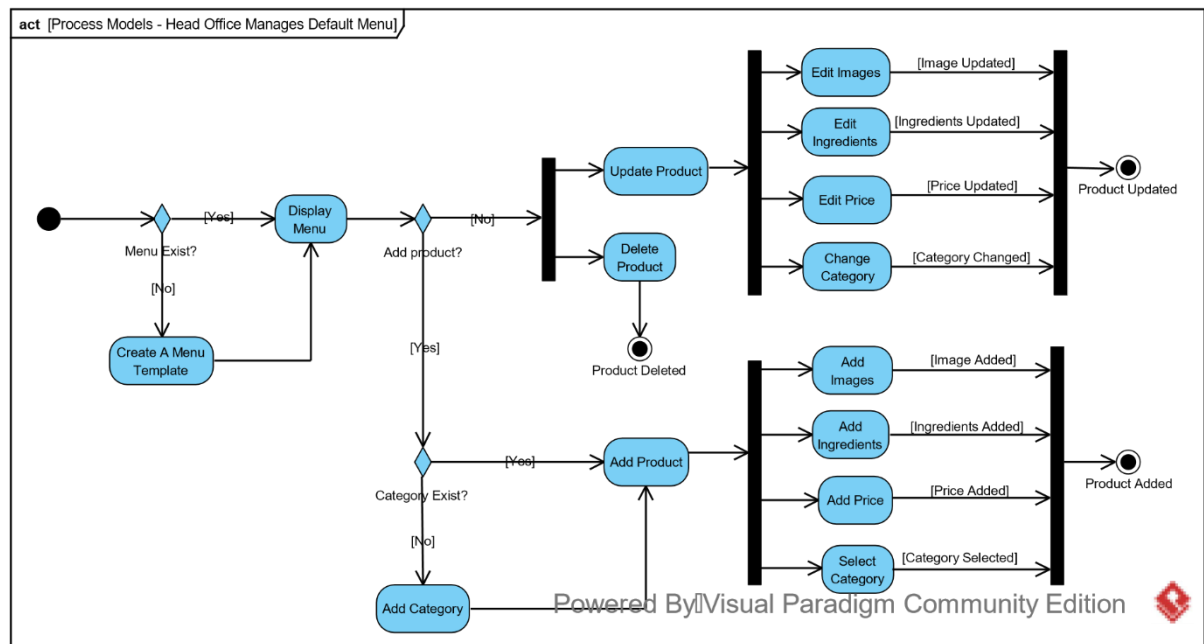 act [Process Models - Head Office Manages Default Menu]
Menu Exist?
[Yes]
[No]
Create A Menu
Template
Display
Menu
Add product?
[No]
[Yes]
Update Product
Delete
Product
Product Deleted
Edit Images
[Image Updated]
Edit
Ingredients
[Ingredients Updated]
Edit Price
[Price Updated]
Change
Category
[Category Changed]
Product Updated
Category Exist?
[Yes]
[No]
Add Category
Add Product
Add
Images
[Image Added]
Add
Ingredients
[Ingredients Added]
Add Price
[Price Added]
Select
Category
[Category Selected]
Product Added
Powered By Visual Paradigm Community Edition